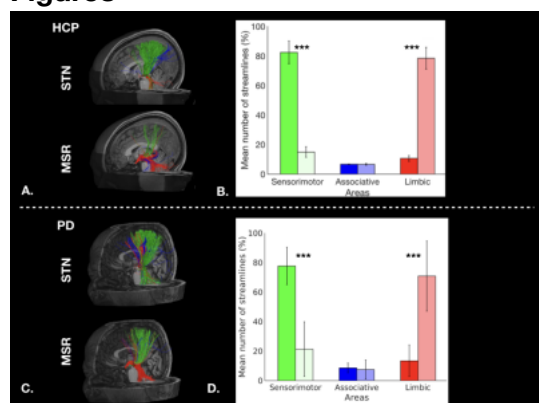 Figures
HCP
STN
MSR
A.
B.
Mean number of streamlines (%)
100
80
60
40
20
0
***
***
Sensorimotor
Associative
Limbic
Areas
PD
STN
MSR
C.
D.
Mean number of streamlines (%)
100
80
60
40
20
0
***
***
Sensorimotor
Associative
Limbic
Areas